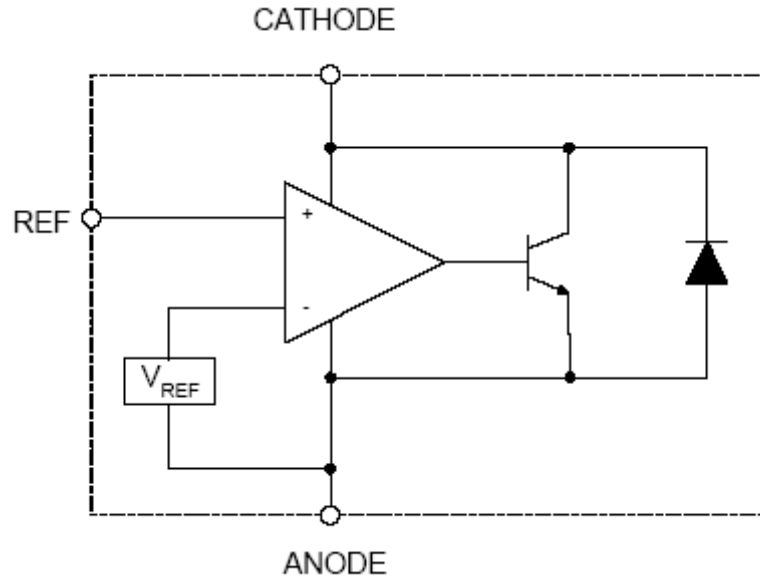 CATHODE
REF
+
-
VREF
ANODE